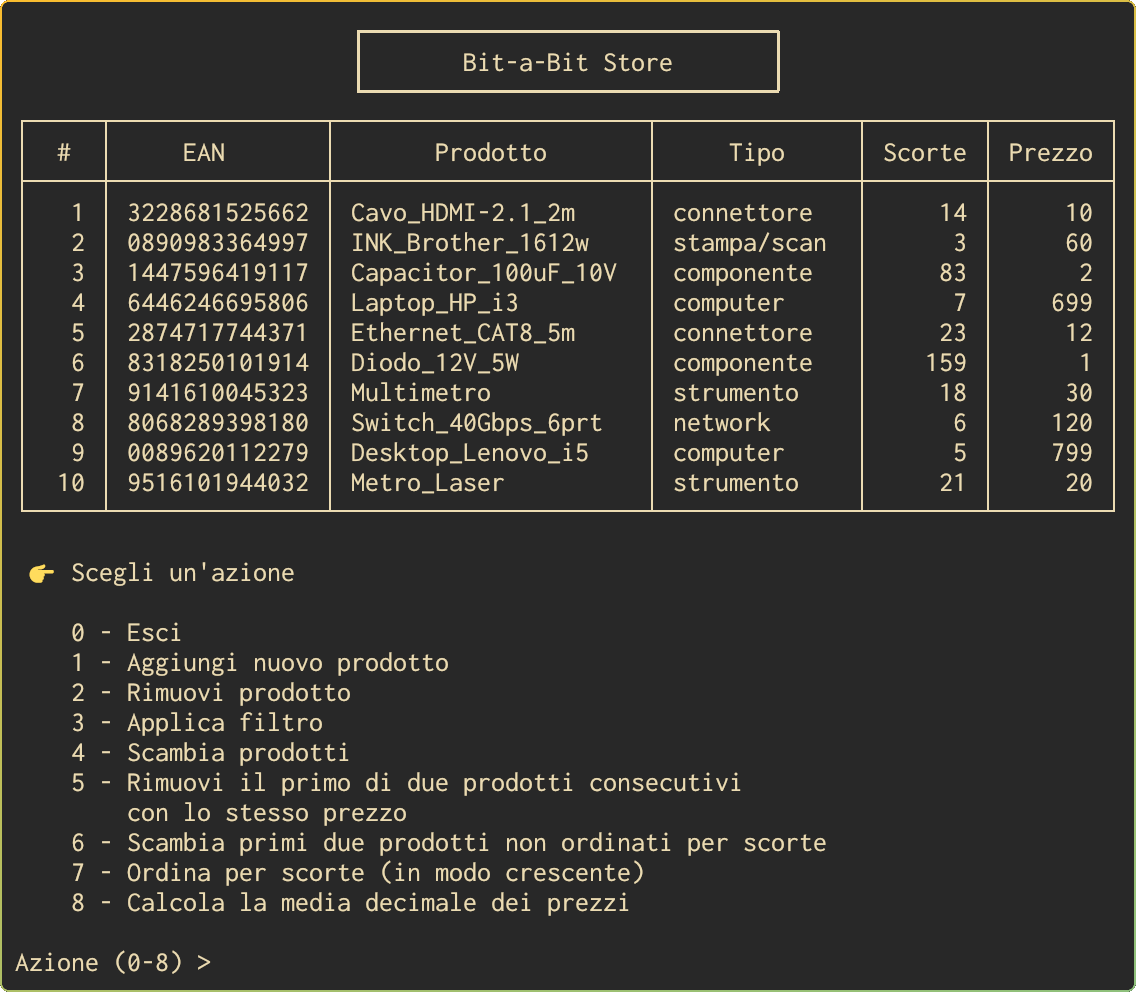 Bit-a-Bit Store
# EAN Prodotto Tipo Scorte Prezzo
1 3228681525662 Cavo_HDMI-2.1_2m connettore 14 10
2 0890983364997 INK_Brother_1612w stampa/scan 3 60
3 1447596419117 Capacitor_100uF_10V componente 83 2
4 6446246695806 Laptop_HP_i3 computer 7 699
5 2874717744371 Ethernet_CAT8_5m connettore 23 12
6 8318250101914 Diodo_12V_5W componente 159 1
7 9141610045323 Multimetro strumento 18 30
8 8068289398180 Switch_40Gbps_6prt network 6 120
9 0089620112279 Desktop_Lenovo_i5 computer 5 799
10 9516101944032 Metro_Laser strumento 21 20
👉 Scegli un'azione
0 - Esci
1 - Aggiungi nuovo prodotto
2 - Rimuovi prodotto
3 - Applica filtro
4 - Scambia prodotti
5 - Rimuovi il primo di due prodotti consecutivi
con lo stesso prezzo
6 - Scambia primi due prodotti non ordinati per scorte
7 - Ordina per scorte (in modo crescente)
8 - Calcola la media decimale dei prezzi
Azione (0-8) >